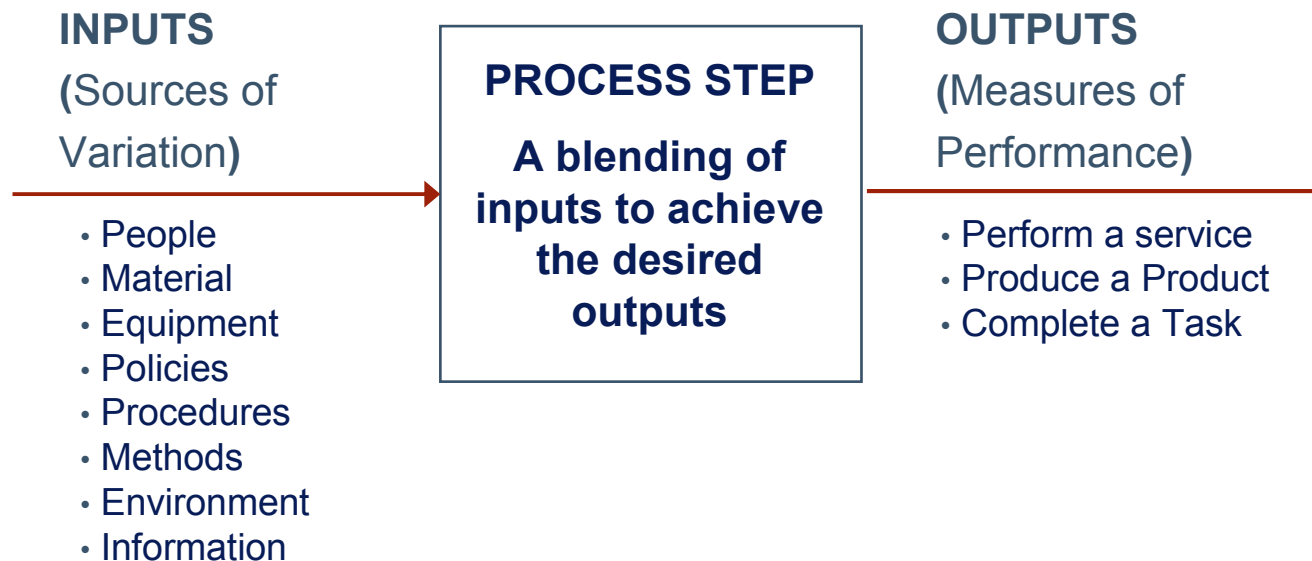 INPUTS
(Sources of
Variation)
• People
• Material
• Equipment
• Policies
• Procedures
• Methods
• Environment
• Information
PROCESS STEP
A blending of
inputs to achieve
the desired
outputs
OUTPUTS
(Measures of
Performance)
• Perform a service
• Produce a Product
• Complete a Task